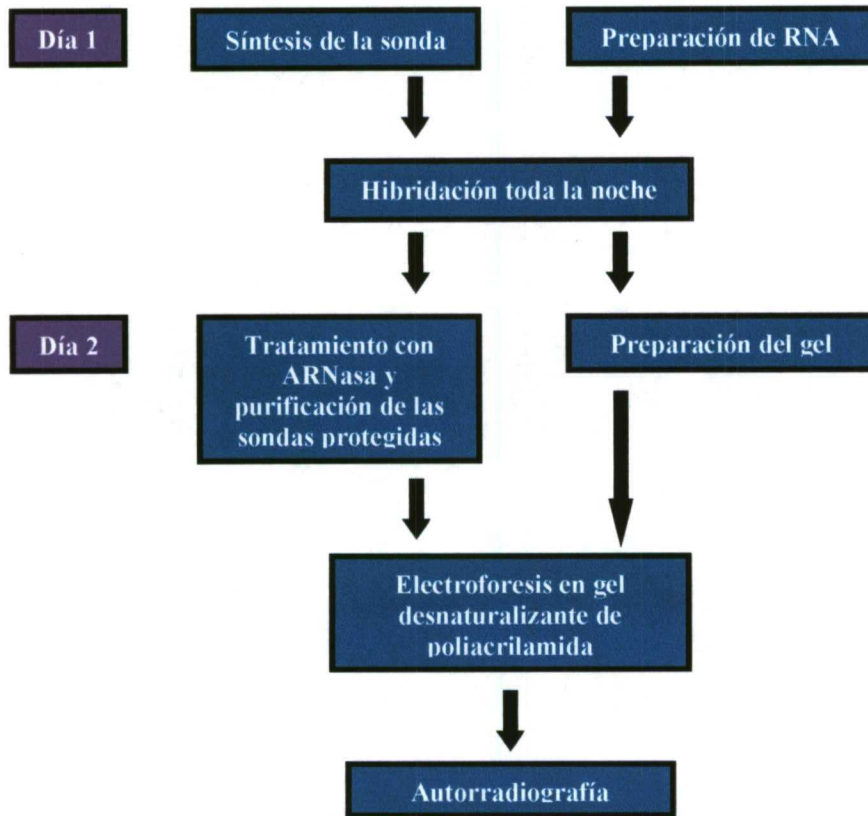 Día 1
Síntesis de la sonda
Preparación de RNA
Hibridación toda la noche
Día 2
Tratamiento con
ARNasa y
purificación de las
sondas protegidas
Preparación del gel
Electroforesis en gel
desnaturalizante de
poliacrilamida
Autorradiografía